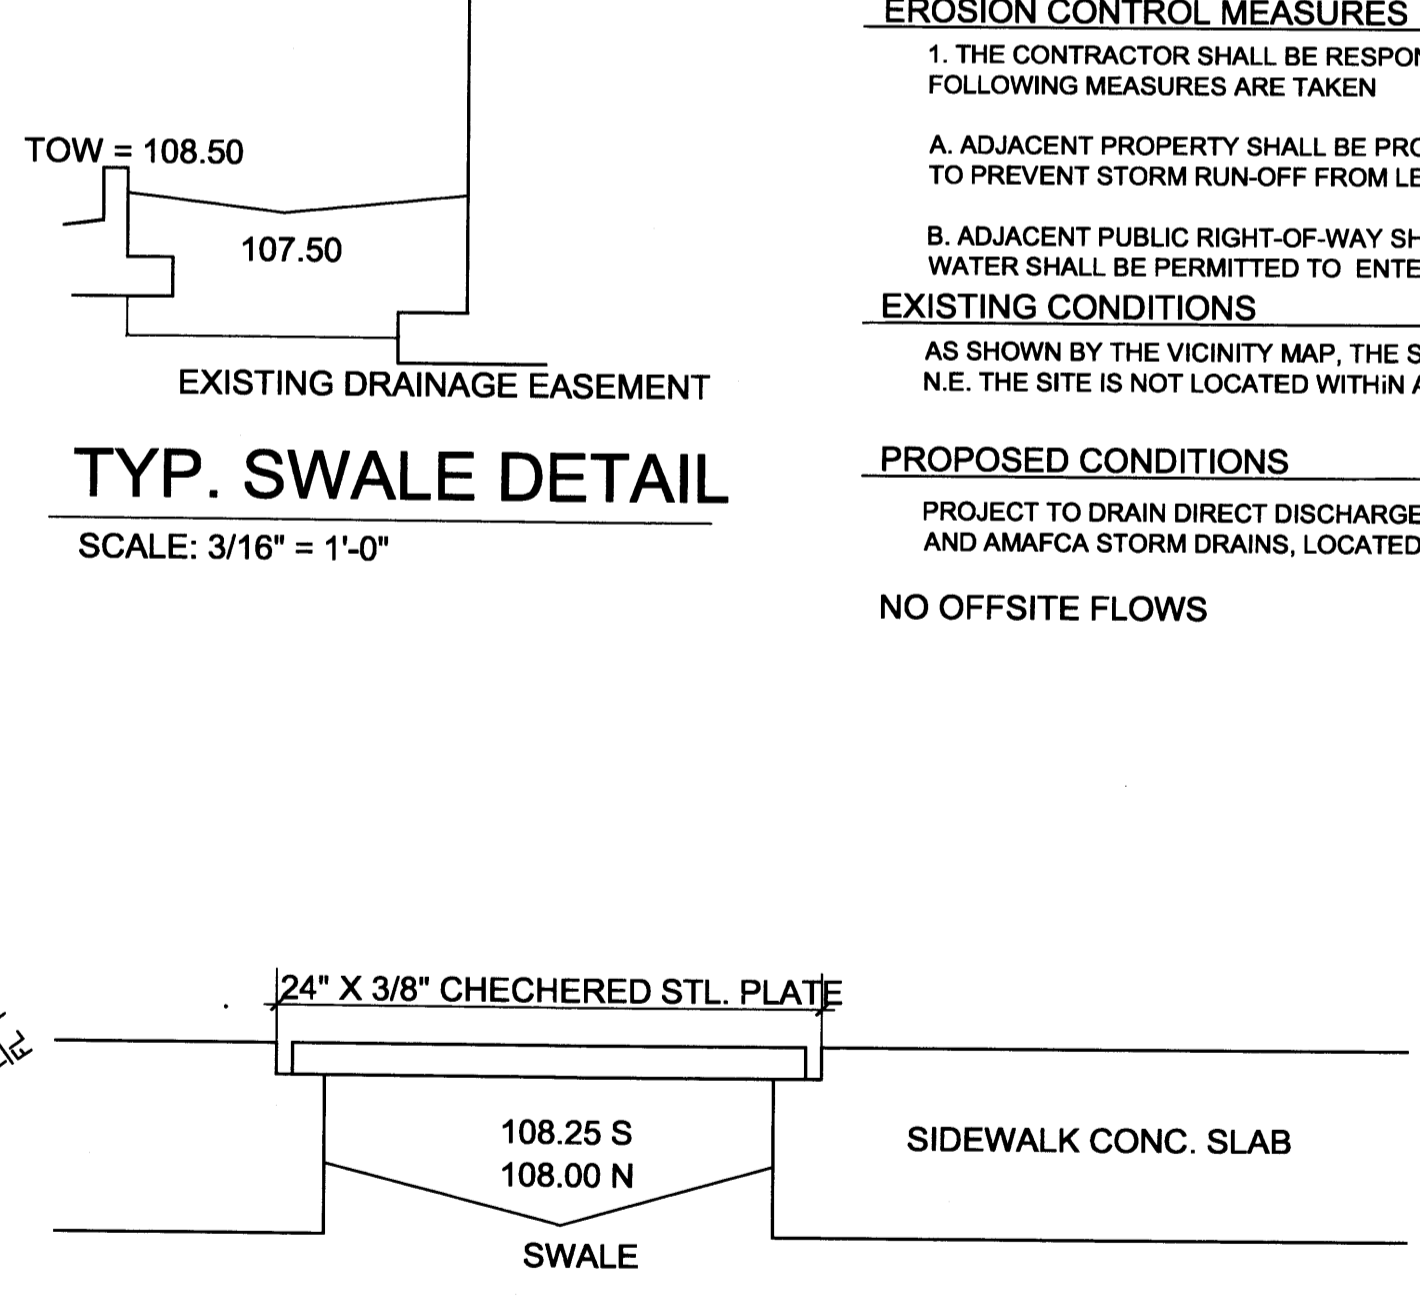 TOW = 108.50
107.50
EXISTING DRAINAGE EASEMENT
TYP. SWALE DETAIL
SCALE: 3/16" = 1'-0"
EROSION CONTROL MEASURES
1. THE CONTRACTOR SHALL BE
FOLLOWING MEASURES ARE TAKEN
A. ADJACENT PROPERTY SHALL BE
TO PREVENT STORM RUN-OFF FROM
B. ADJACENT PUBLIC RIGHT-OF-WAY
WATER SHALL BE PERMITTED TO ENTE
EXISTING CONDITIONS
AS SHOWN BY THE VICINITY MAP, THE S
N.E. THE SITE IS NOT LOCATED WITHiN A
PROPOSED CONDITIONS
PROJECT TO DRAIN DIRECT DISCHARGE
AND AMAFCA STORM DRAINS, LOCATED
NO OFFSITE FLOWS
24" X 3/8" CHECHERED STL. PLATE
108.25 S
108.00 N
SWALE
SIDEWALK CONC. SLAB